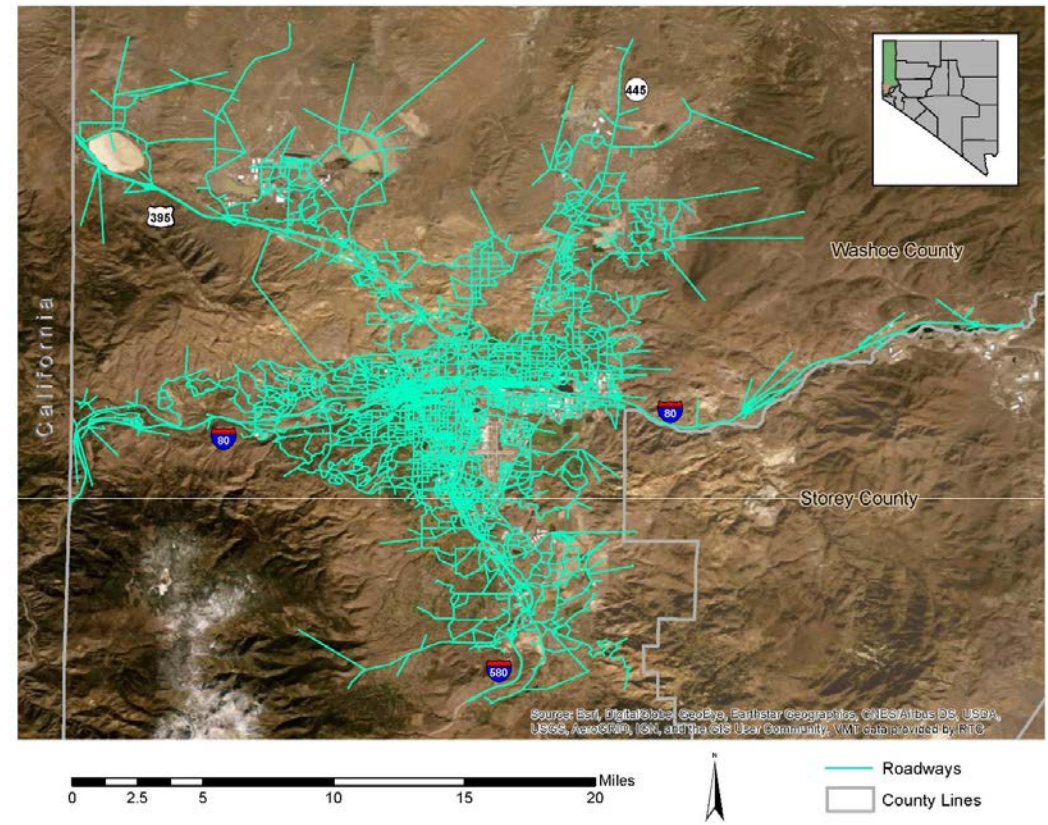 445
395
Washoe County
California
80
80
Storey County
580
Source: Esri, DigitalGlobe, GeoEye, Earthstar Geographics, CNES/Airbus DS, USDA,
USGS, AeroGRID, IGN, and the GIS User Community, VMT data provided by RTC
Miles
0 2.5 5 10 15 20
N
Roadways
County Lines